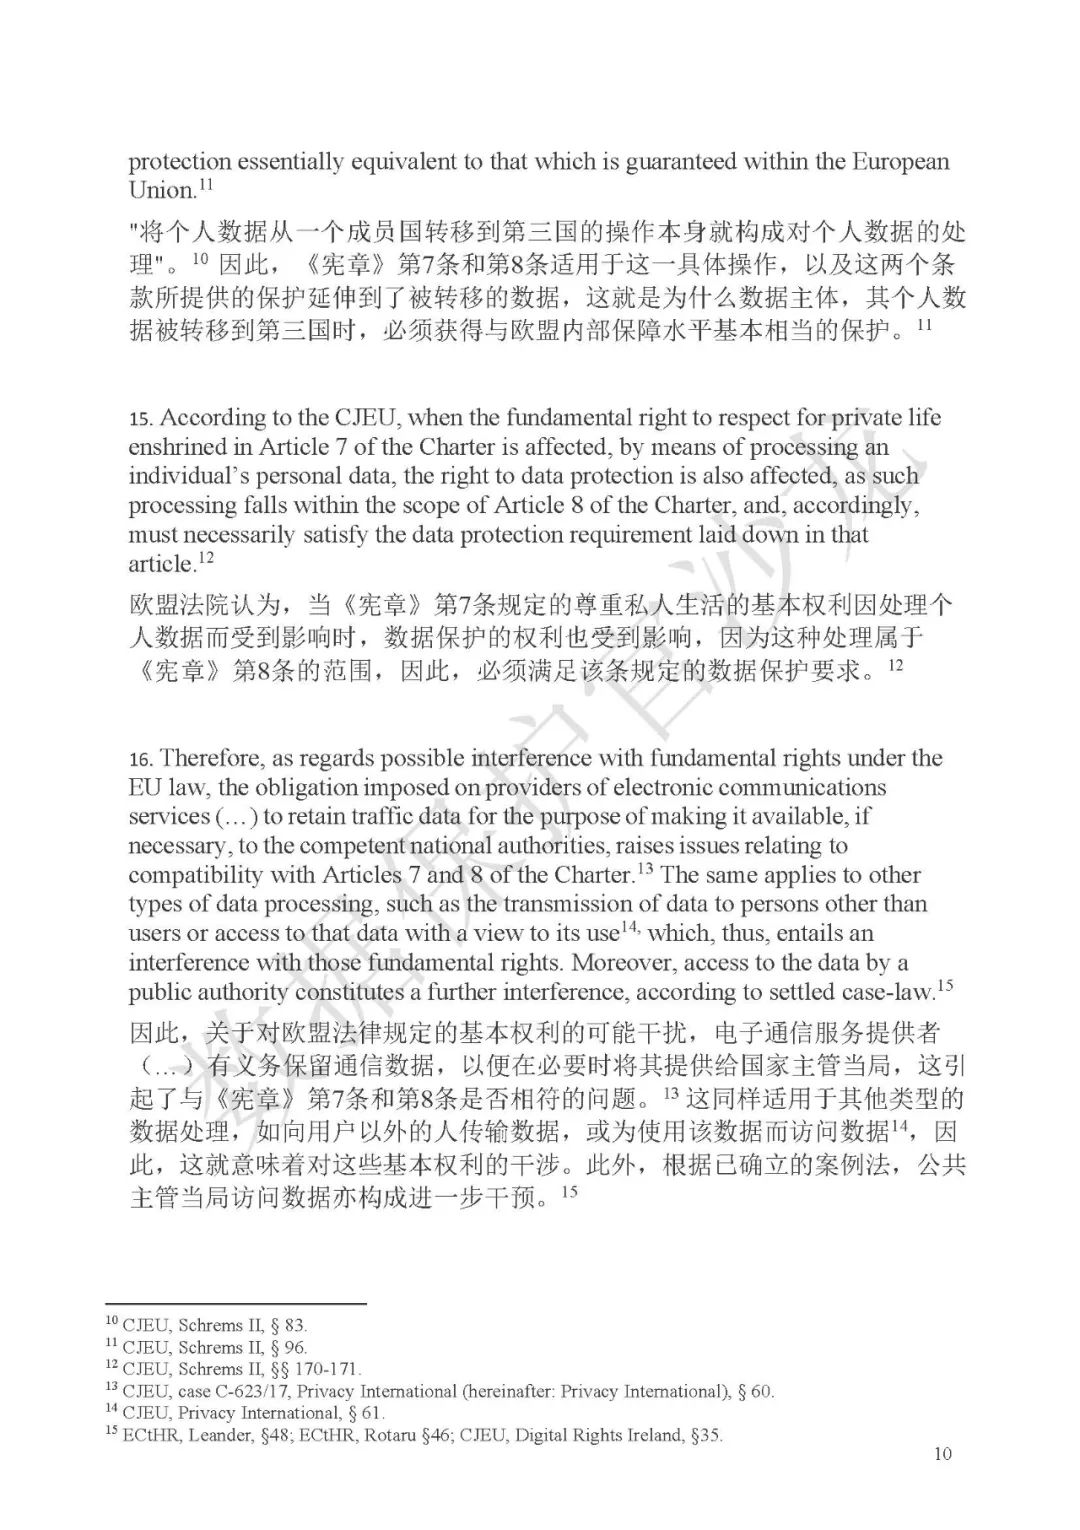 protection essentially equivalent to that which is guaranteed within the European
Union.11
"将个人数据从一个成员国转移到第三国的操作本身就构成对个人数据的处
理"。10 因此，《宪章》第7条和第8条适用于这一具体操作，以及这两个条
款所提供的保护延伸到了被转移的数据，这就是为什么数据主体，其个人数
据被转移到第三国时，必须获得与欧盟内部保障水平基本相当的保护。11
15. According to the CJEU, when the fundamental right to respect for private life
enshrined in Article 7 of the Charter is affected, by means of processing an
individual’s personal data, the right to data protection is also affected, as such
processing falls within the scope of Article 8 of the Charter, and, accordingly,
must necessarily satisfy the data protection requirement laid down in that
article.12
欧盟法院认为，当《宪章》第7条规定的尊重私人生活的基本权利因处理个
人数据而受到影响时，数据保护的权利也受到影响，因为这种处理属于
《宪章》第8条的范围，因此，必须满足该条规定的数据保护要求。12
16. Therefore, as regards possible interference with fundamental rights under the
EU law, the obligation imposed on providers of electronic communications
services (…) to retain traffic data for the purpose of making it available, if
necessary, to the competent national authorities, raises issues relating to
compatibility with Articles 7 and 8 of the Charter.13 The same applies to other
types of data processing, such as the transmission of data to persons other than
users or access to that data with a view to its use14, which, thus, entails an
interference with those fundamental rights. Moreover, access to the data by a
public authority constitutes a further interference, according to settled case-law.15
因此，关于对欧盟法律规定的基本权利的可能干扰，电子通信服务提供者
（…）有义务保留通信数据，以便在必要时将其提供给国家主管当局，这引
起了与《宪章》第7条和第8条是否相符的问题。13 这同样适用于其他类型的
数据处理，如向用户以外的人传输数据，或为使用该数据而访问数据14，因
此，这就意味着对这些基本权利的干涉。此外，根据已确立的案例法，公共
主管当局访问数据亦构成进一步干预。15
10 CJEU, Schrems II, § 83.
11 CJEU, Schrems II, § 96.
12 CJEU, Schrems II, §§ 170-171.
13 CJEU, case C-623/17, Privacy International (hereinafter: Privacy International), § 60.
14 CJEU, Privacy International, § 61.
15 ECtHR, Leander, §48; ECtHR, Rotaru §46; CJEU, Digital Rights Ireland, §35.
10
数据保护官沙龙